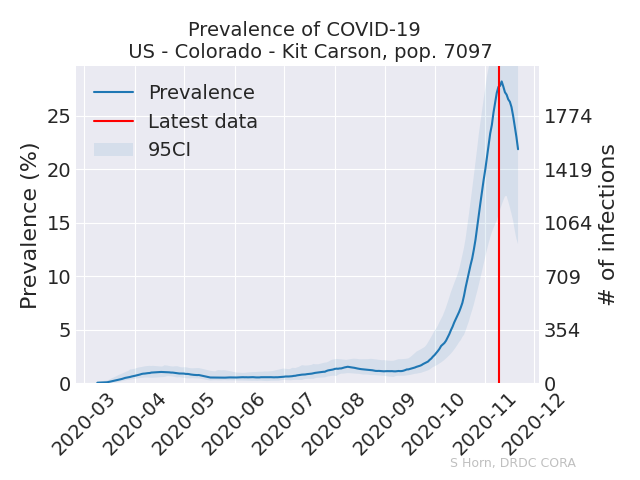 Prevalence of COVID-19
US - Colorado - Kit Carson, pop. 7097
Prevalence
Latest data
95CI
Prevalence (%)
25
20
15
10
5
0
1774
1419
1064
709
354
0
# of infections
2020-03
2020-04
2020-05
2020-06
2020-07
2020-08
2020-09
2020-10
2020-11
2020-12
S Horn, DRDC CORA